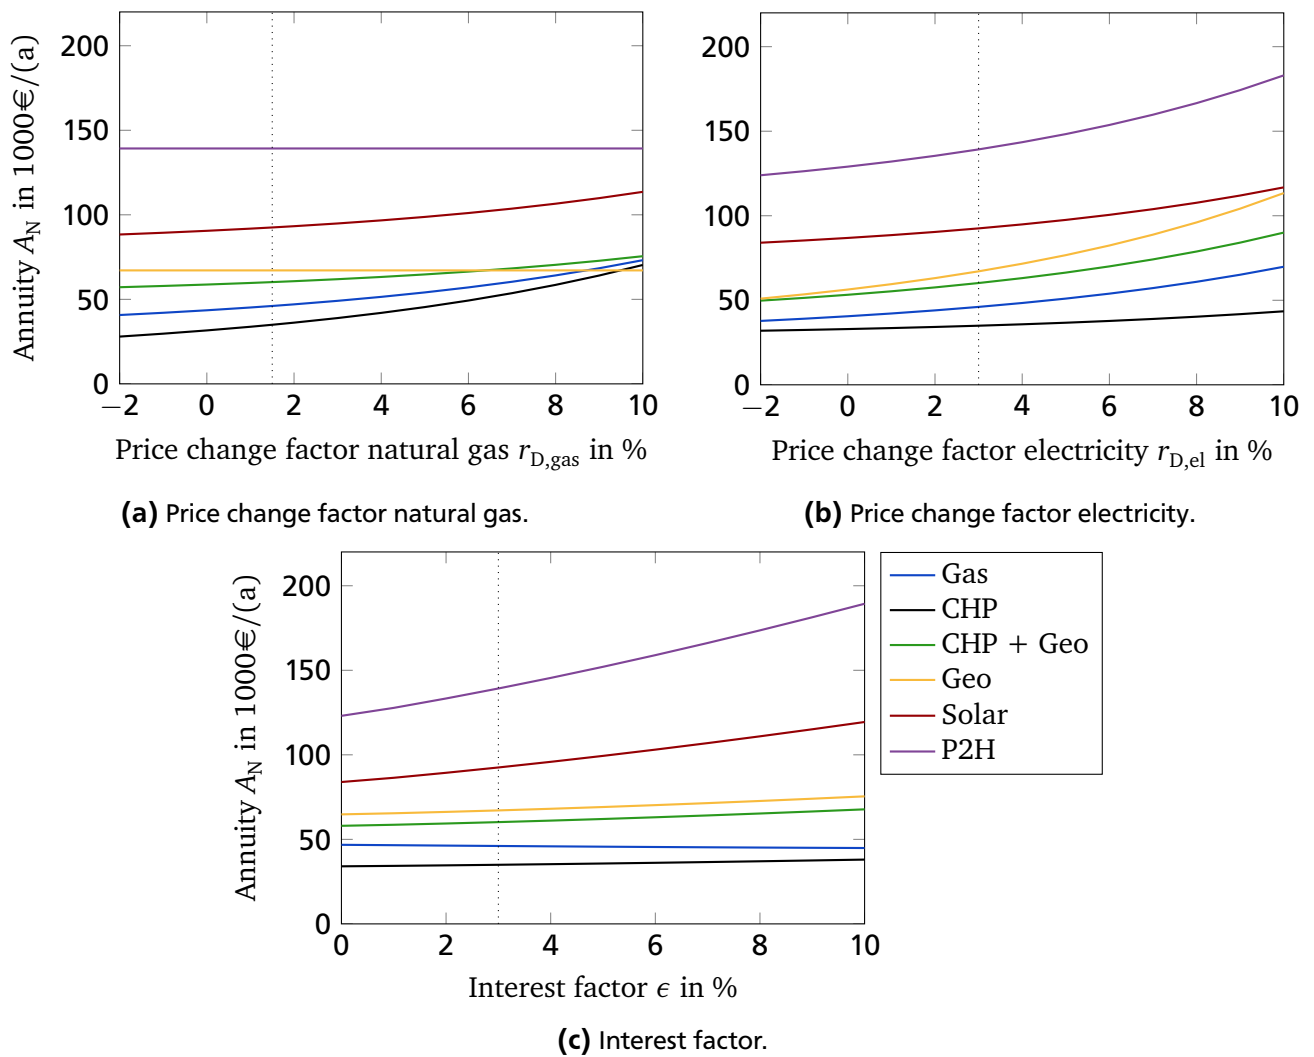 Annuity A_N in 1000€/(a)
200
150
100
50
0
−2 0 2 4 6 8 10
Price change factor natural gas r_D,gas in %
(a) Price change factor natural gas.
200
150
100
50
0
−2 0 2 4 6 8 10
Price change factor electricity r_D,el in %
(b) Price change factor electricity.
Annuity A_N in 1000€/(a)
200
150
100
50
0
0 2 4 6 8 10
Interest factor ϵ in %
(c) Interest factor.
Gas
CHP
CHP + Geo
Geo
Solar
P2H